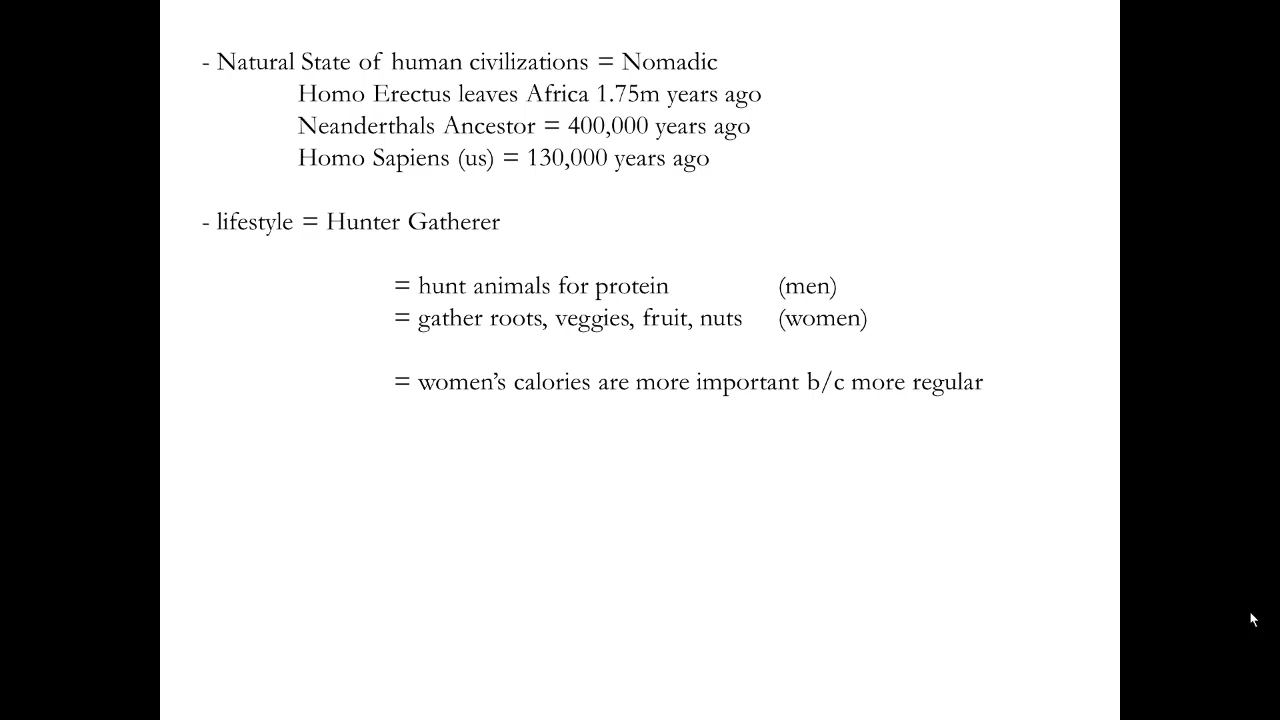 - Natural State of human civilizations = Nomadic
Homo Erectus leaves Africa 1.75m years ago
Neanderthals Ancestor = 400,000 years ago
Homo Sapiens (us) = 130,000 years ago
- lifestyle = Hunter Gatherer
= hunt animals for protein (men)
= gather roots, veggies, fruit, nuts (women)
= women’s calories are more important b/c more regular